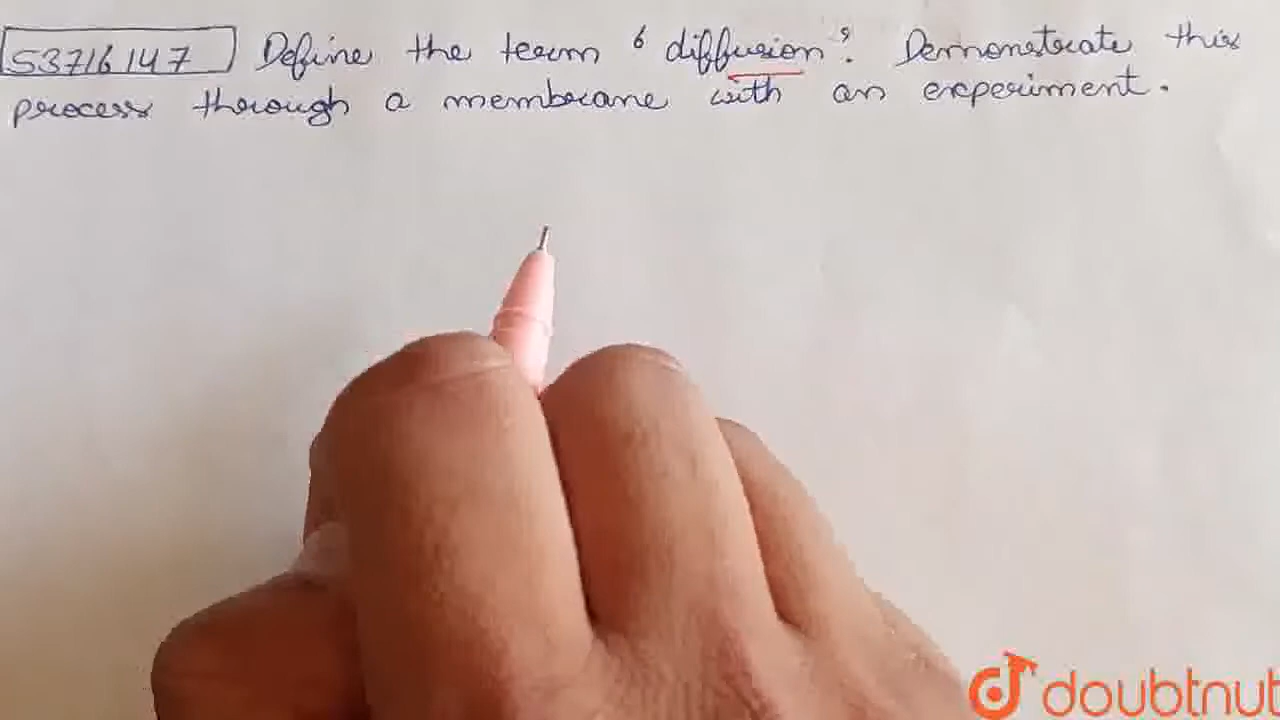 53716147 Define the term 'diffusion'. Demonstrate this
process through a membrane with an experiment.
doubtnut